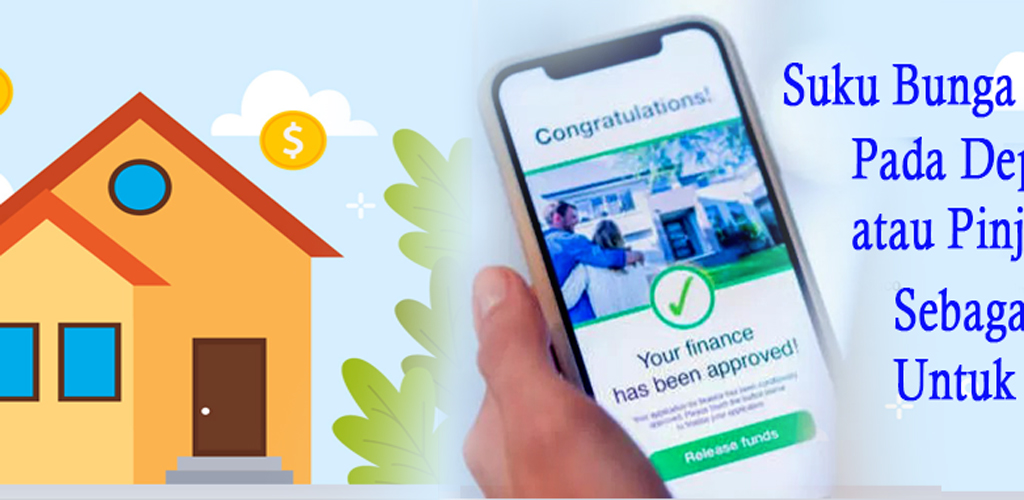 $
Congratulations!
Your finance
has been approved!
Release funds
Suku Bunga
Pada Dep
atau Pinj
Sebaga
Untuk